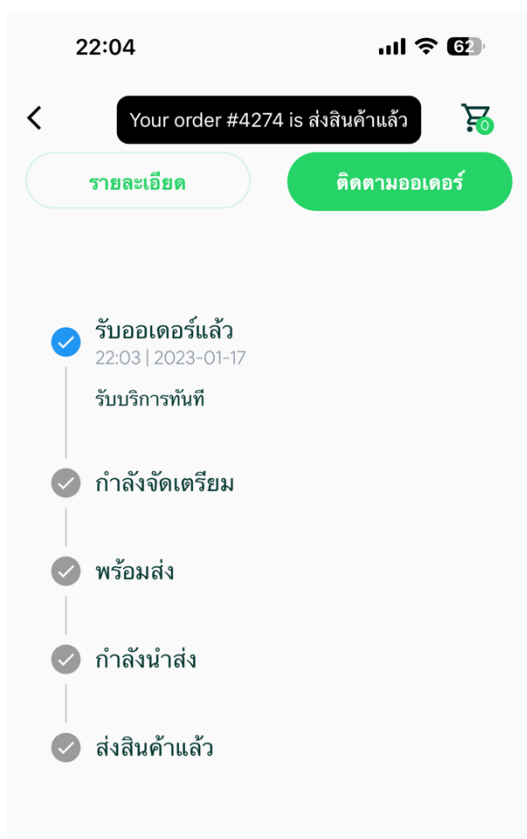 22:04
62
Your order #4274 is ส่งสินค้าแล้ว
0
รายละเอียด
ติดตามออเดอร์
รับออเดอร์แล้ว
22:03 | 2023-01-17
รับบริการทันที
กำลังจัดเตรียม
พร้อมส่ง
กำลังนำส่ง
ส่งสินค้าแล้ว